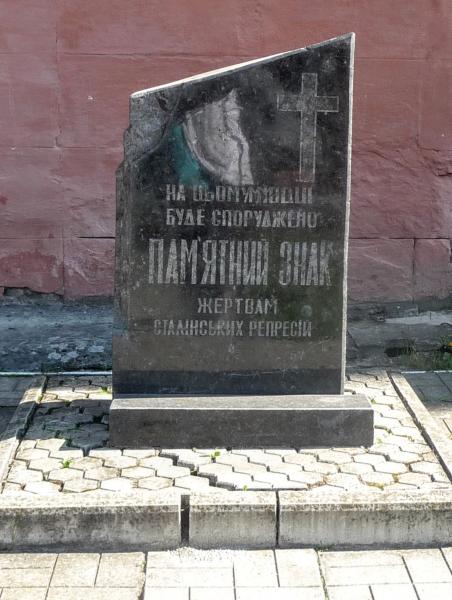 НА ЦЬОМУ МІСЦІ
БУДЕ СПОРУДЖЕНО
ПАМ'ЯТНИЙ ЗНАК
ЖЕРТВАМ
СТАЛІНСЬКИХ РЕПРЕСІЙ